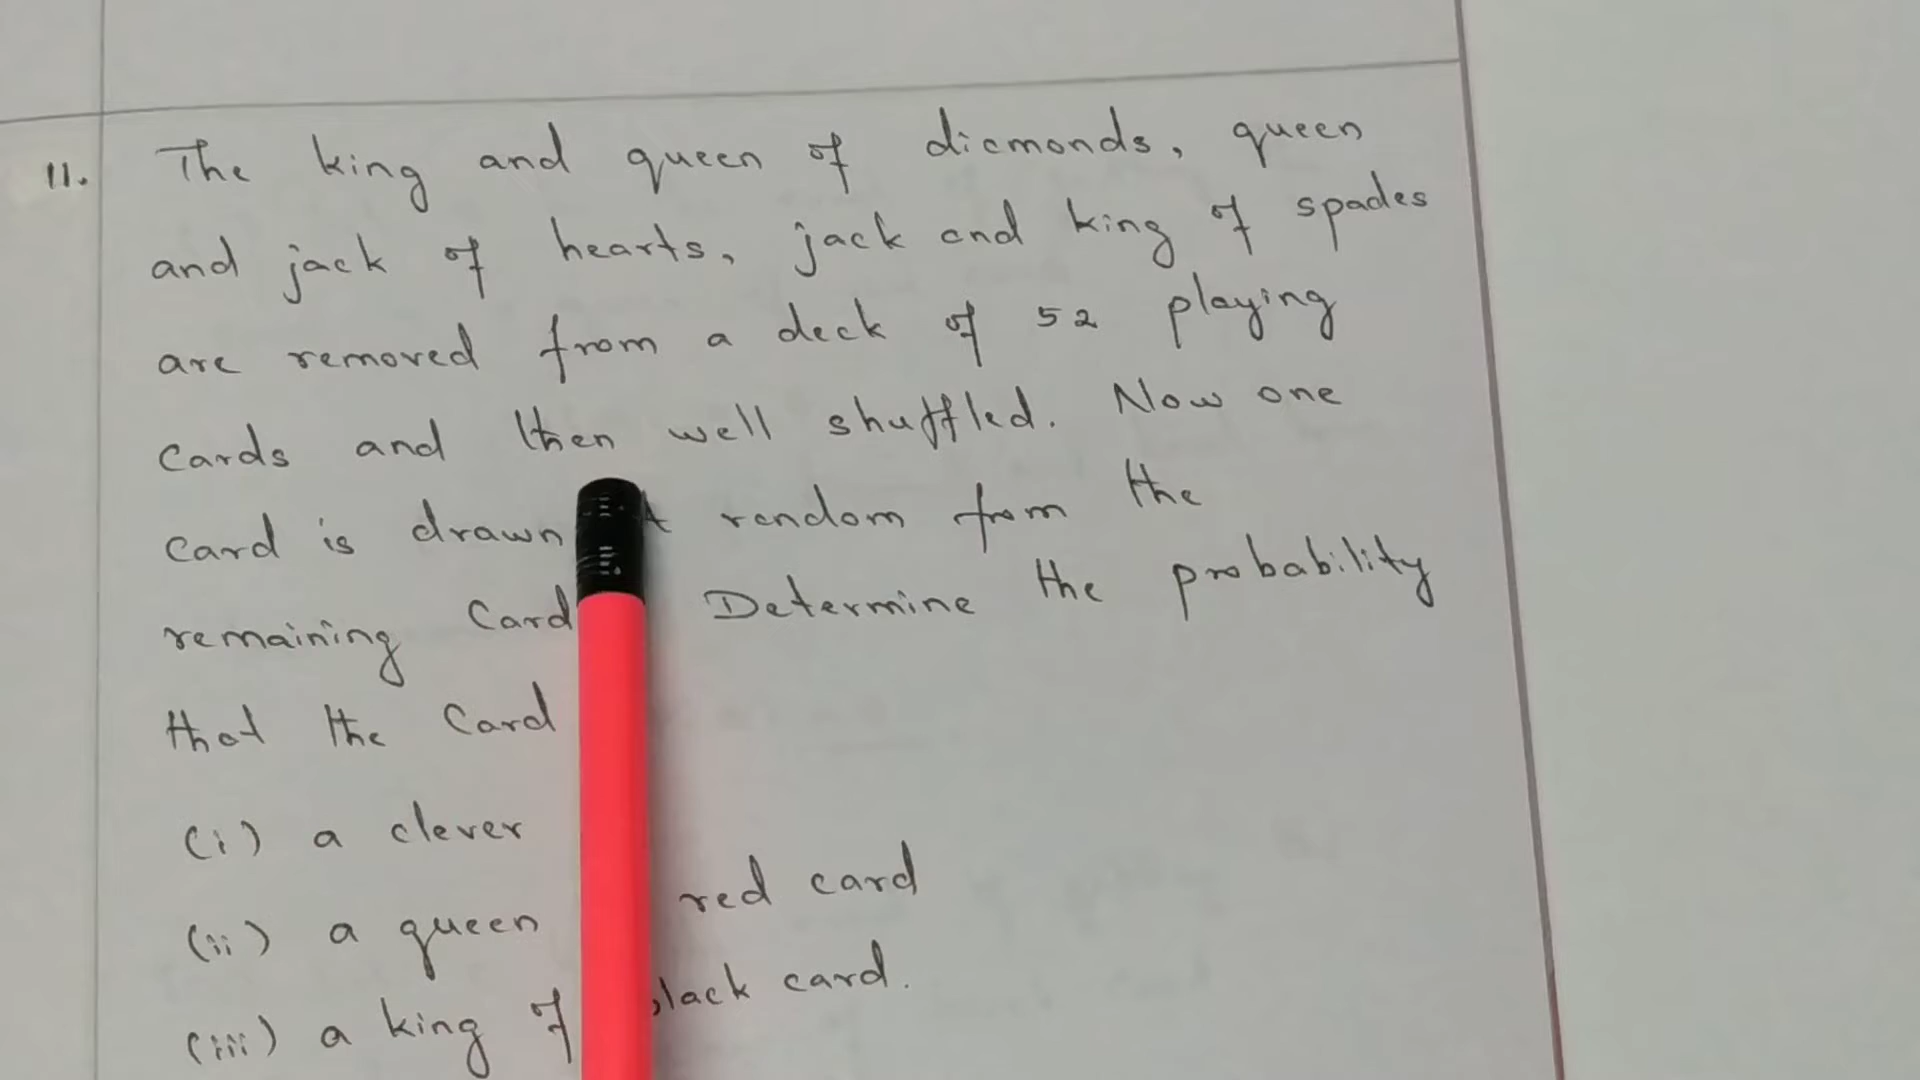 11. The king and queen of diamonds, queen
and jack of hearts, jack and king of spades
are removed from a deck of 52 playing
cards and then well shuffled. Now one
card is drawn random from the
remaining Card Determine the probability
that the Card
(i) a clever
(ii) a queen red card
(iii) a king of black card.